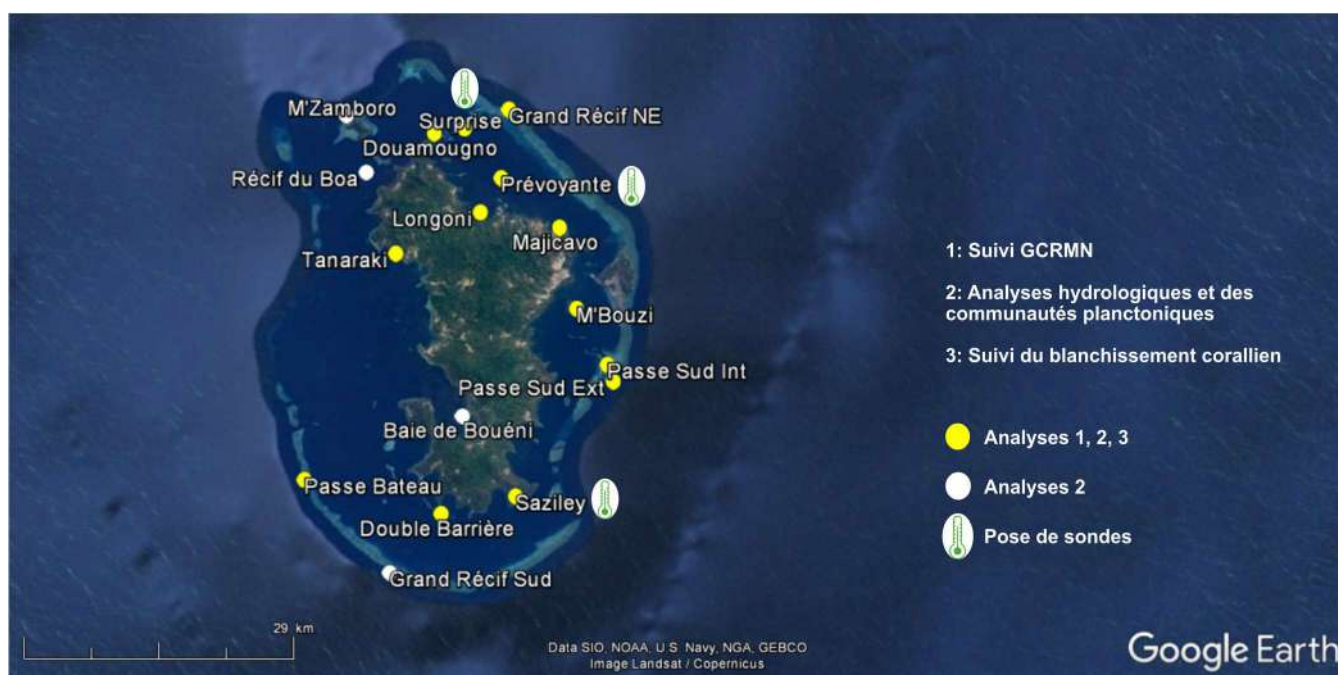 M'Zamboro
Surprise
Grand Récif NE
Douamougno
Récif du Boa
Prévoyante
Longoni
Majicavo
Tanaraki
M'Bouzi
Passe Sud Int
Passe Sud Ext
Baie de Bouéni
Passe Bateau
Saziley
Double Barrière
Grand Récif Sud
1: Suivi GCRMN
2: Analyses hydrologiques et des
communautés planctoniques
3: Suivi du blanchissement corallien
Analyses 1, 2, 3
Analyses 2
Pose de sondes
29 km
Data SIO, NOAA, U.S. Navy, NGA, GEBCO
Image Landsat / Copernicus
Google Earth